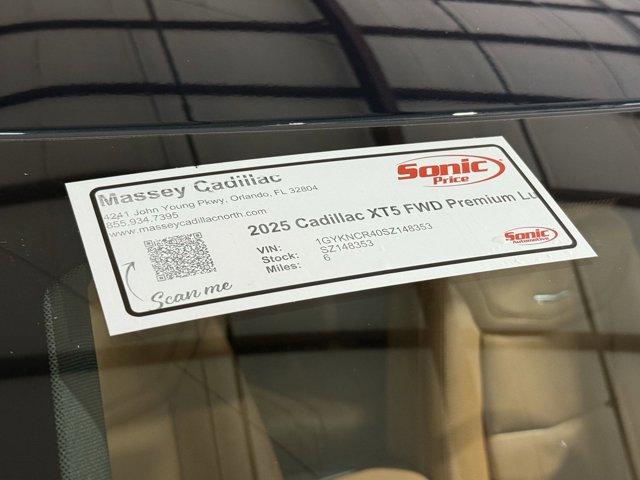 Massey Cadillac
4241 John Young Pkwy, Orlando, FL 32804
855.934.7395
www.masseycadillacnorth.com
Sonic
Price
2025 Cadillac XT5 FWD Premium Lu
VIN: 1GYKNCR40SZ148353
Stock: SZ148353
Miles: 6
Scan me
Sonic
Automotive